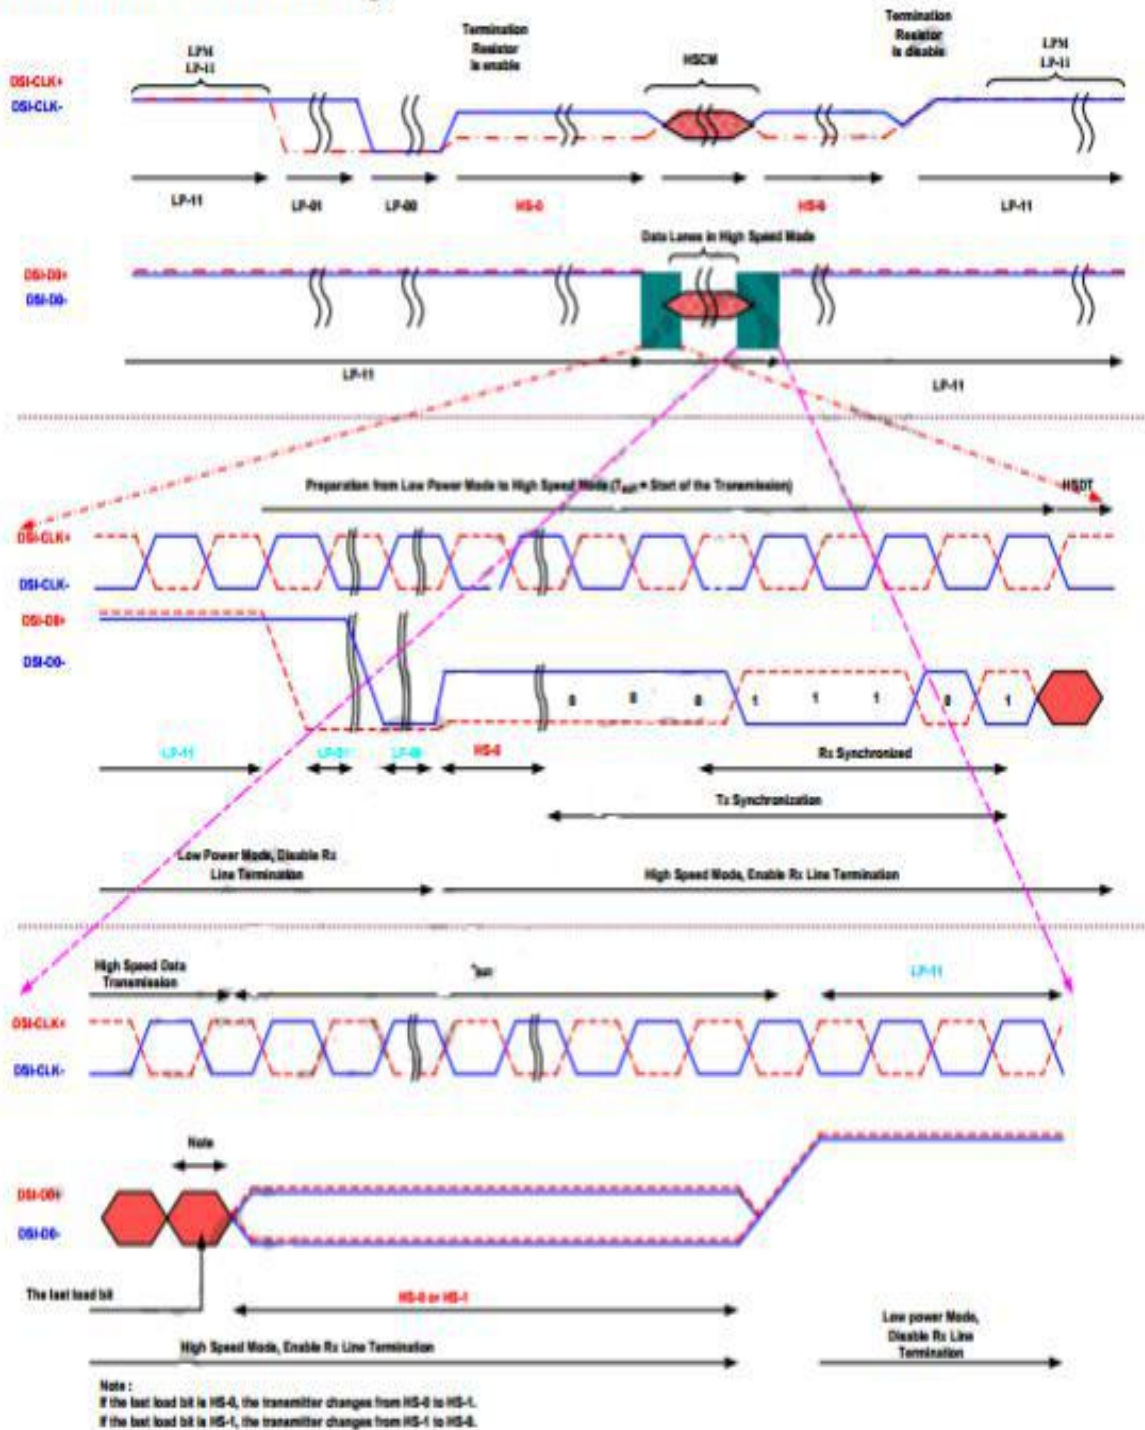 Termination
Resistor
is enable
Termination
Resistor
is disable
LPM
LP-11
HSCM
LPM
LP-11
DSI-CLK+
DSI-CLK-
LP-11
LP-01
LP-00
HS-0
HS-0
LP-11
Data Lanes in High Speed Mode
DSI-D0+
DSI-D0-
LP-11
LP-11
Preparation from Low Power Mode to High Speed Mode (T = Start of the Transmission)
HSDT
DSI-CLK+
DSI-CLK-
DSI-D0+
DSI-D0-
0 0 0 1 1 1 0 1
LP-11
LP-01
LP-00
HS-0
Rx Synchronized
Tx Synchronization
Low Power Mode, Disable Rx
Line Termination
High Speed Mode, Enable Rx Line Termination
High Speed Data
Transmission
LP-11
DSI-CLK+
DSI-CLK-
Note
DSI-D0+
DSI-D0-
The last load bit
HS-0 or HS-1
High Speed Mode, Enable Rx Line Termination
Low power Mode,
Disable Rx Line
Termination
Note :
If the last load bit is HS-0, the transmitter changes from HS-0 to HS-1.
If the last load bit is HS-1, the transmitter changes from HS-1 to HS-0.